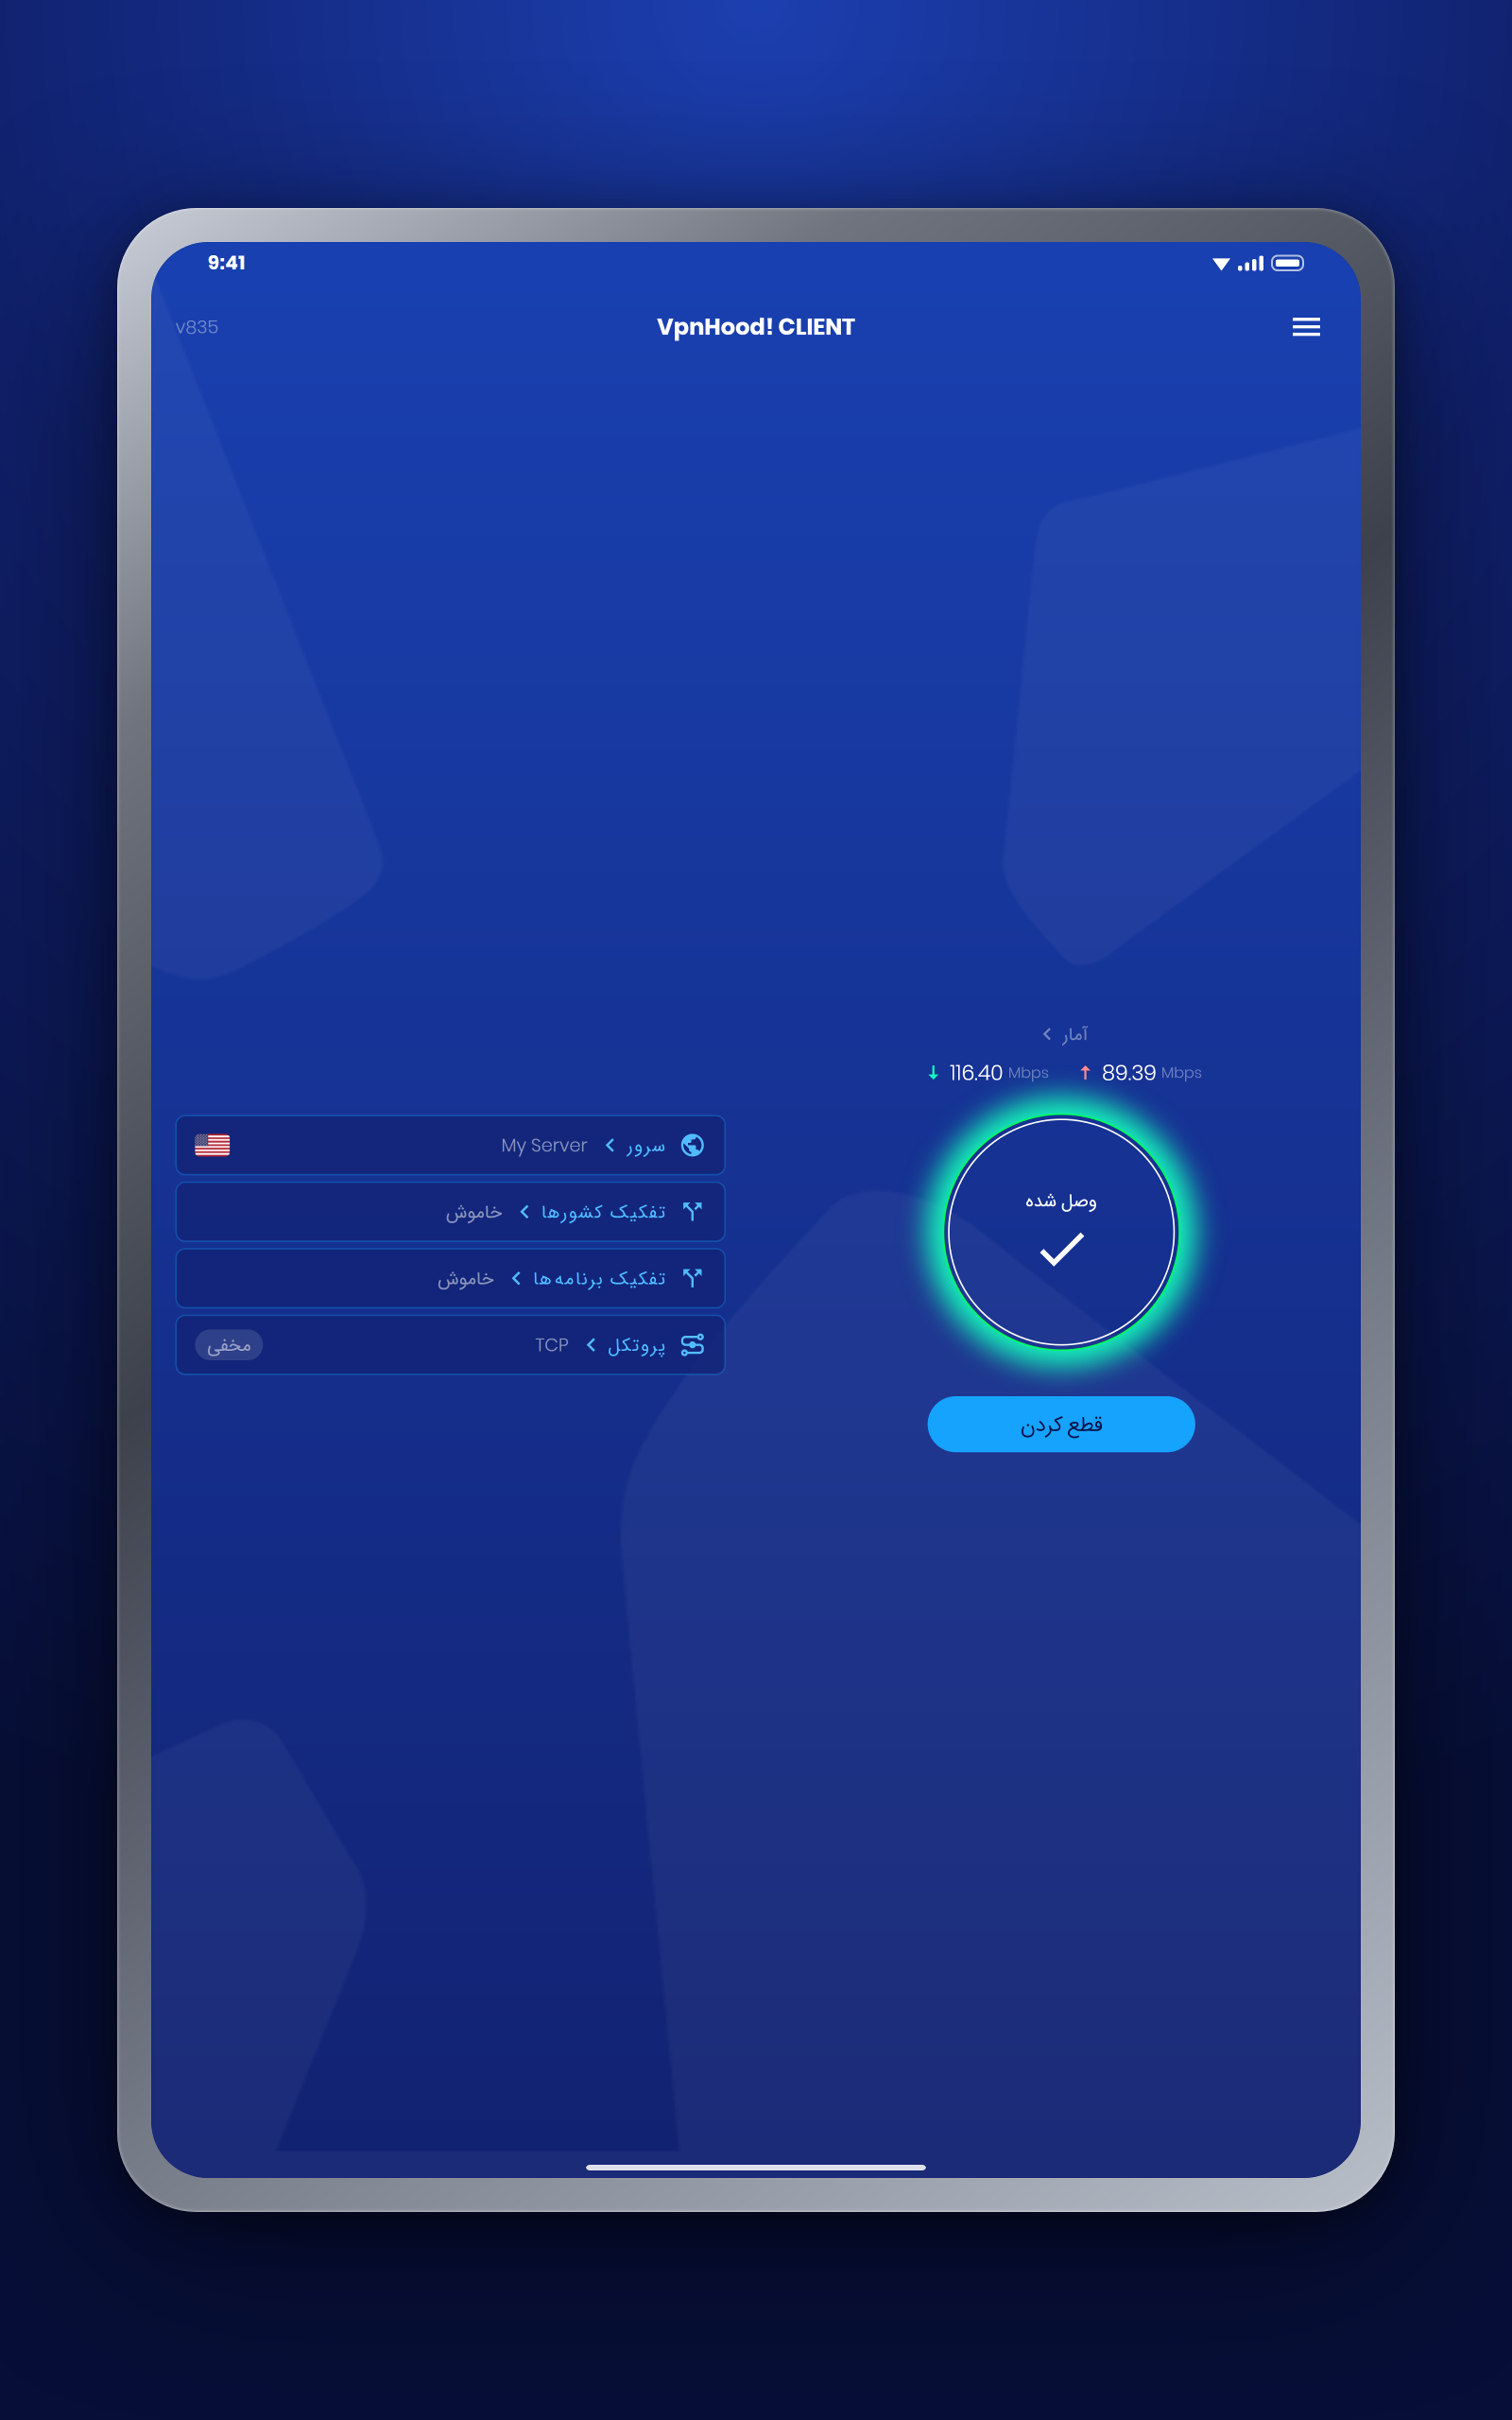 9:41
v835
VpnHood! CLIENT
آمار
116.40 Mbps 89.39 Mbps
وصل شده
قطع کردن
سرور My Server
تفکیک کشورها خاموش
تفکیک برنامه‌ها خاموش
پروتکل TCP مخفی